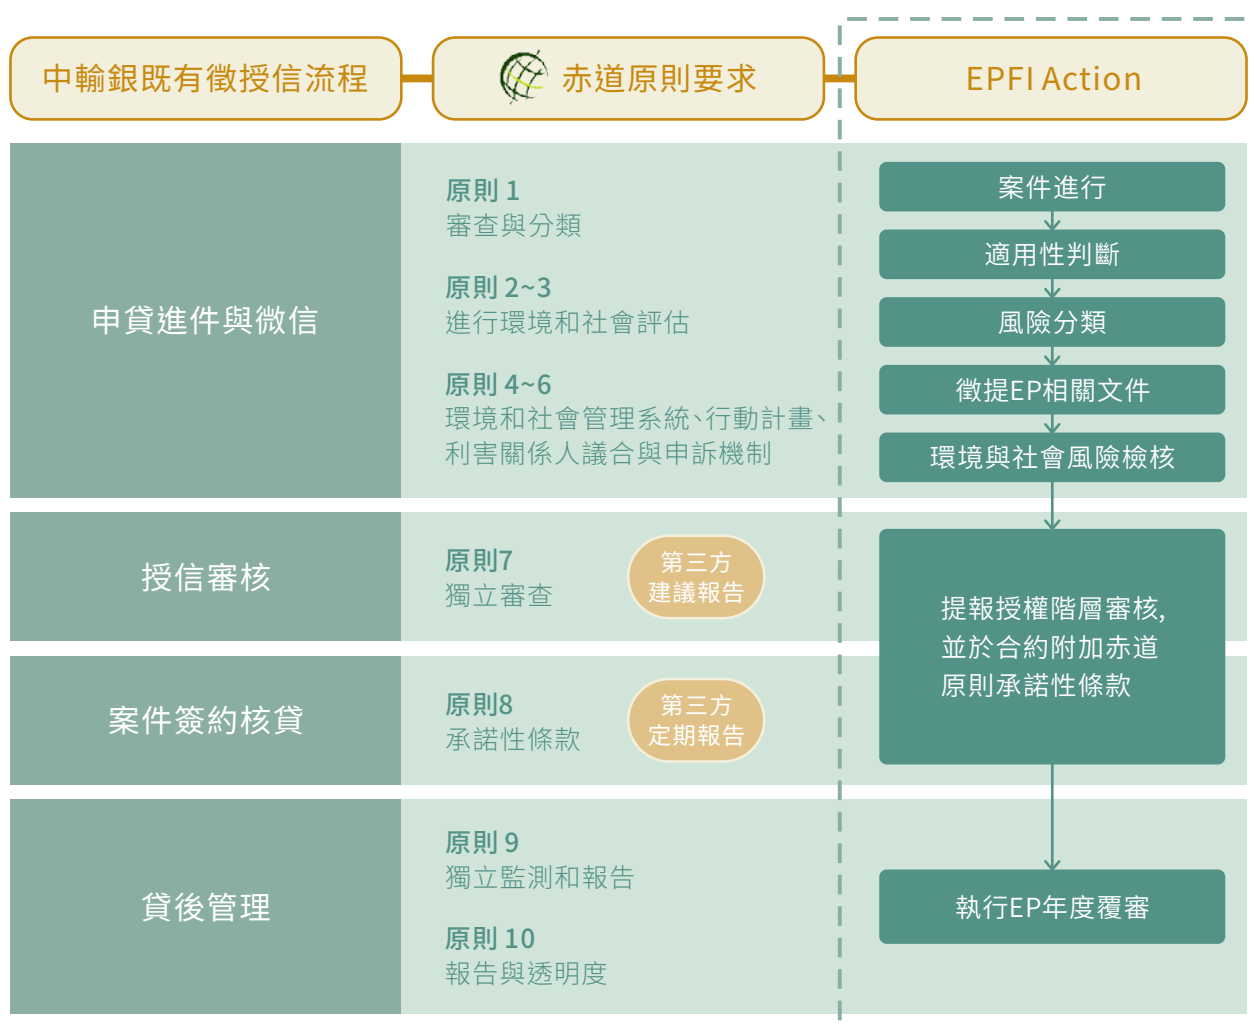 中輸銀既有徵授信流程
赤道原則要求
EPFI Action
申貸進件與微信
原則 1
審查與分類
原則 2~3
進行環境和社會評估
原則 4~6
環境和社會管理系統、行動計畫、
利害關係人議合與申訴機制
案件進行
適用性判斷
風險分類
徵提EP相關文件
環境與社會風險檢核
授信審核
原則7
獨立審查
第三方
建議報告
提報授權階層審核,
並於合約附加赤道
原則承諾性條款
案件簽約核貸
原則8
承諾性條款
第三方
定期報告
貸後管理
原則 9
獨立監測和報告
原則 10
報告與透明度
執行EP年度覆審